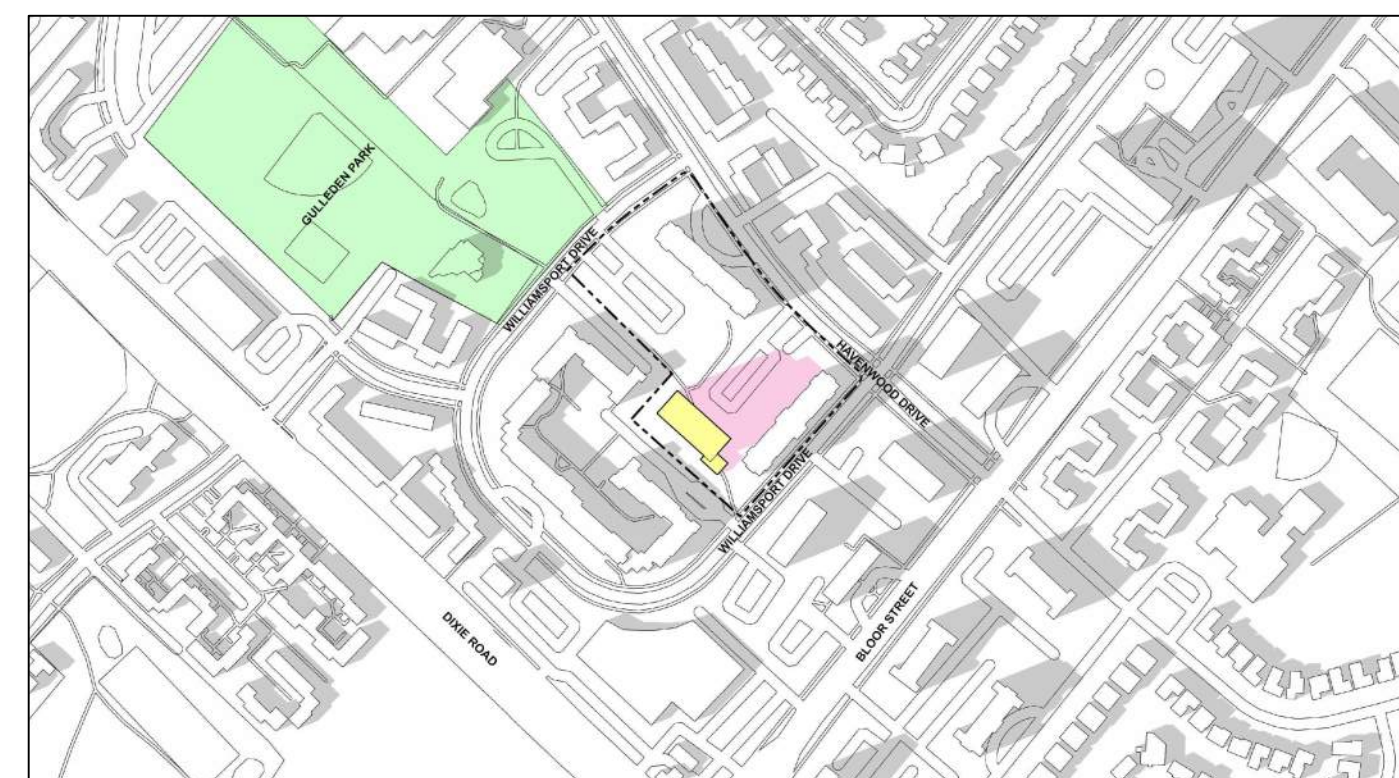 GULLEDEN PARK
WILLIAMSPORT DRIVE
HAVENWOOD DRIVE
WILLIAMSPORT DRIVE
BLOOR STREET
DIXIE ROAD